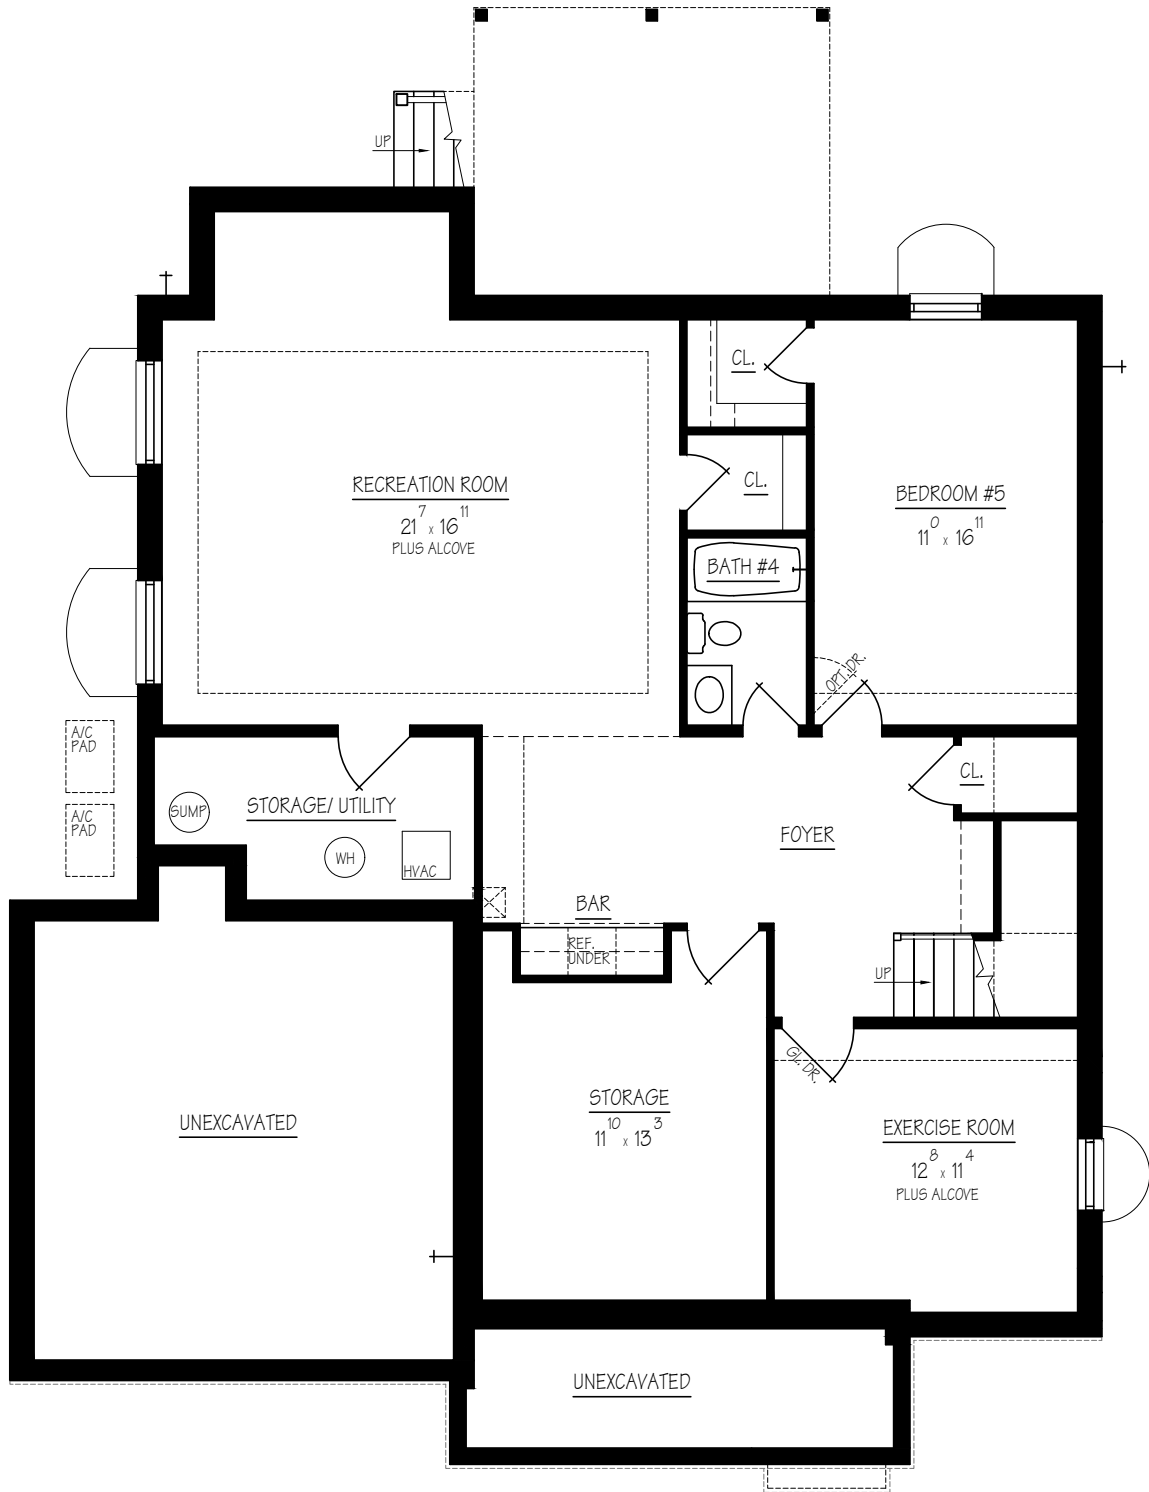 UP
CL.
RECREATION ROOM
21 7 x 16 11
PLUS ALCOVE
CL.
BEDROOM #5
11 0 x 16 11
BATH #4
OPT. DR.
A/C
PAD
A/C
PAD
SUMP
STORAGE/ UTILITY
WH
HVAC
CL.
FOYER
BAR
REF.
UNDER
UP
GL. DR.
UNEXCAVATED
STORAGE
11 10 x 13 3
EXERCISE ROOM
12 8 x 11 4
PLUS ALCOVE
UNEXCAVATED